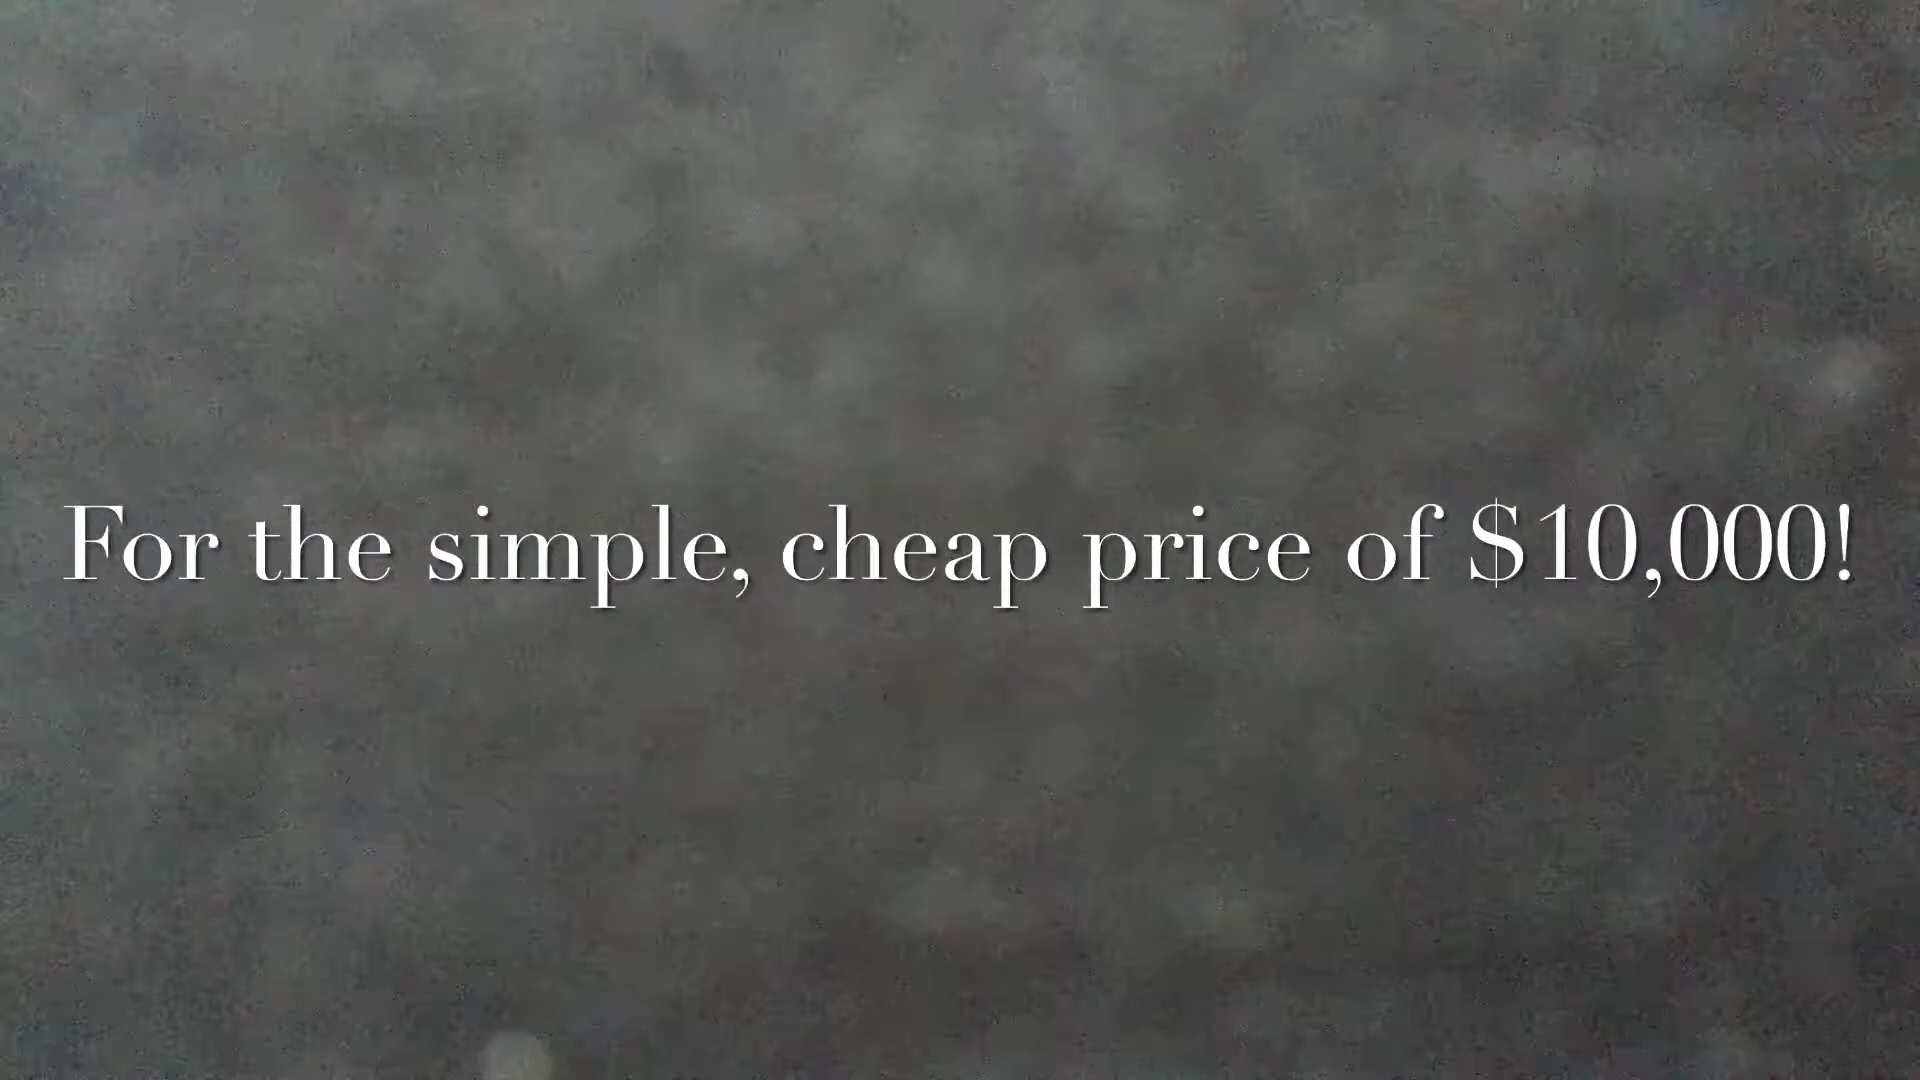 For the simple, cheap price of $10,000!